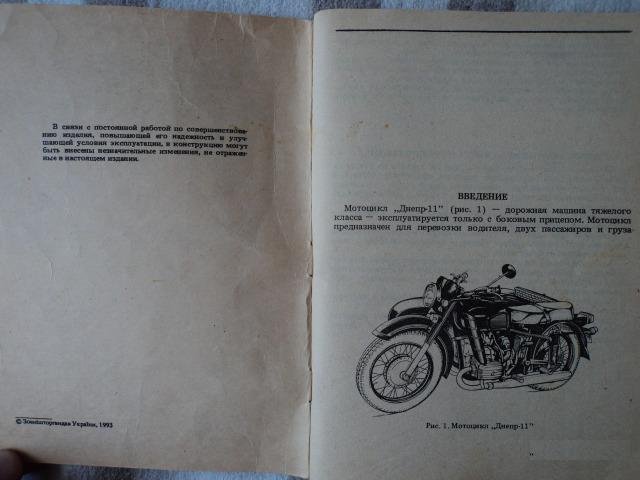 В связи с постоянной работой по совершенствова-
нию изделия, повышающей его надежность и улуч-
шающей условия эксплуатации, в конструкцию могут
быть внесены незначительные изменения, не отражен-
ные в настоящем издании.
© Зовнішторгвидав України, 1993
ВВЕДЕНИЕ
Мотоцикл „Днепр-11” (рис. 1) — дорожная машина тяжелого
класса — эксплуатируется только с боковым прицепом. Мотоцикл
предназначен для перевозки водителя, двух пассажиров и груза
Рис. 1. Мотоцикл „Днепр-11”